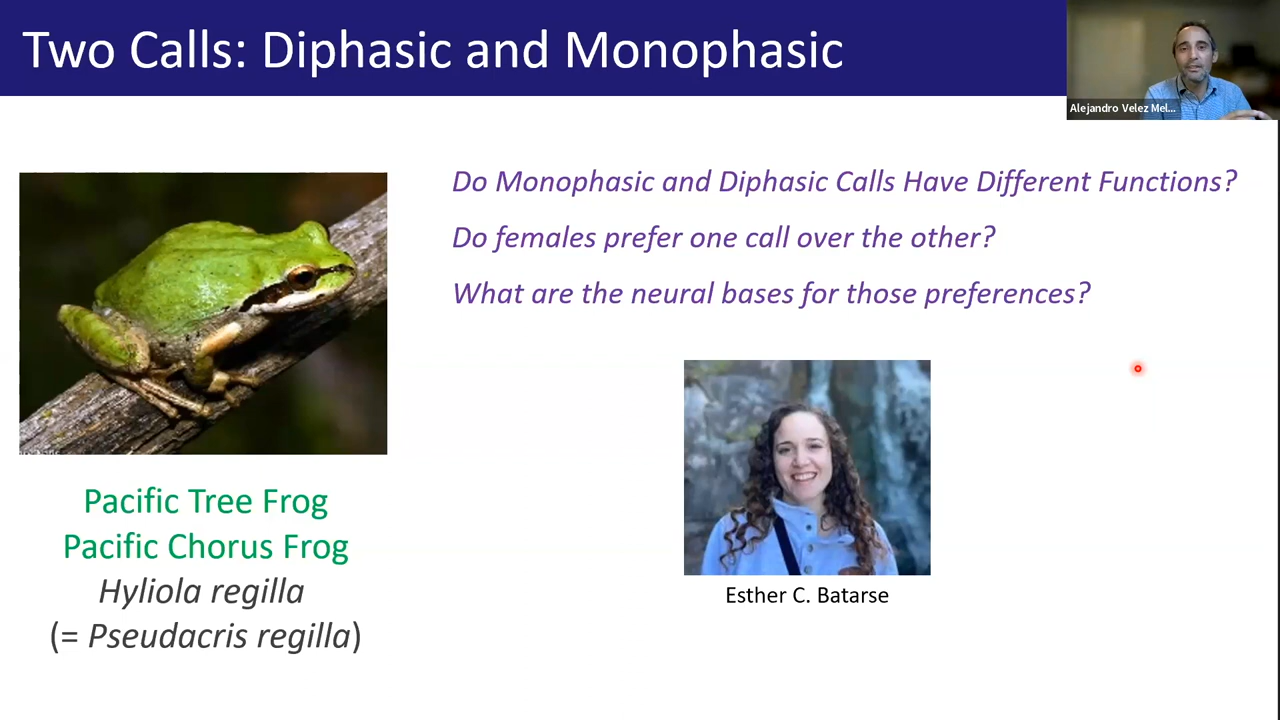 Two Calls: Diphasic and Monophasic
Alejandro Velez Mel...
Do Monophasic and Diphasic Calls Have Different Functions?
Do females prefer one call over the other?
What are the neural bases for those preferences?
Pacific Tree Frog
Pacific Chorus Frog
Hyliola regilla
(= Pseudacris regilla)
Esther C. Batarse